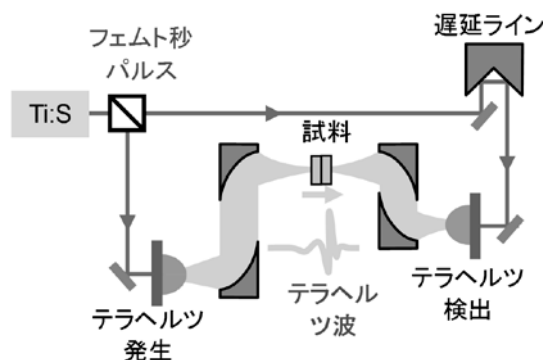 フェムト秒
パルス
遅延ライン
Ti:S
試料
テラヘルツ
発生
テラヘル
ツ波
テラヘルツ
検出